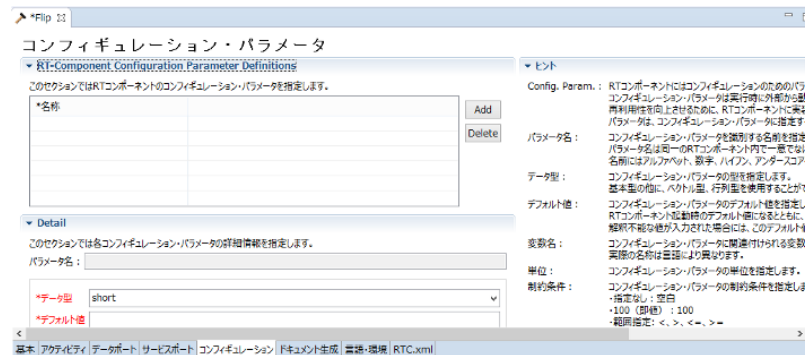 *Flip
コンフィギュレーション・パラメータ
RT-Component Configuration Parameter Definitions
このセクションではRTコンポーネントのコンフィギュレーション・パラメータを指定します。
*名称
Add
Delete
Detail
このセクションでは各コンフィギュレーション・パラメータの詳細情報を指定します。
パラメータ名：
*データ型
short
*デフォルト値
ヒント
Config. Param.： RTコンポーネントにはコンフィギュレーションのためのパラ
コンフィギュレーション・パラメータは実行時に外部から
再利用性を向上させるために、RTコンポーネントに実
パラメータは、コンフィギュレーション・パラメータに指定す
パラメータ名： コンフィギュレーション・パラメータを識別する名前を指定
パラメータ名は同一のRTコンポーネント内で一意でな
名前にはアルファベット、数字、ハイフン、アンダースコア
データ型： コンフィギュレーション・パラメータの型を指定します。
基本型の他に、ベクトル型、行列型を使用することが
デフォルト値： コンフィギュレーション・パラメータのデフォルト値を指定し
RTコンポーネント起動時のデフォルト値になるとともに、
解釈不能な値が入力された場合には、このデフォルト
変数名： コンフィギュレーション・パラメータに関連付けられる変数
実際の名称は言語により異なります。
単位： コンフィギュレーション・パラメータの単位を指定します。
制約条件： コンフィギュレーション・パラメータの制約条件を指定し
・指定なし：空白
・100（即値）：100
・範囲指定：<、>、<=、>=
基本 アクティビティ データポート サービスポート コンフィギュレーション ドキュメント生成 言語・環境 RTC.xml